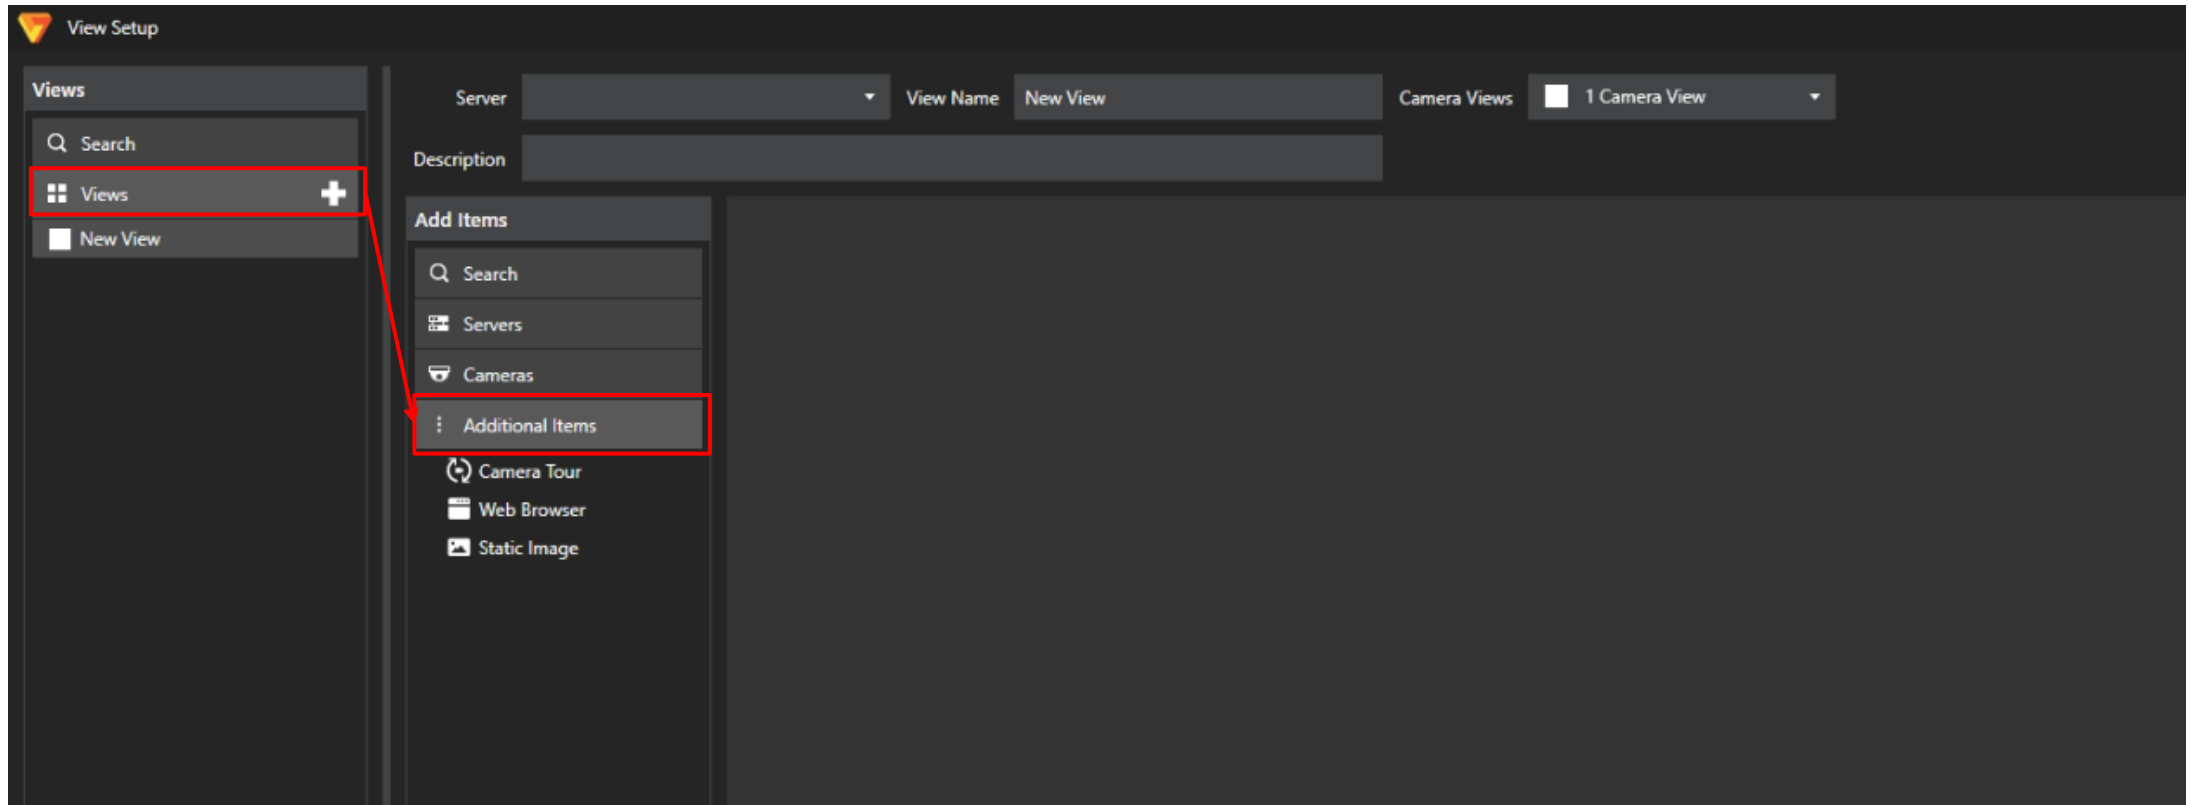 View Setup
Views
Search
Views
New View
Server
View Name New View
Camera Views 1 Camera View
Description
Add Items
Search
Servers
Cameras
Additional Items
Camera Tour
Web Browser
Static Image